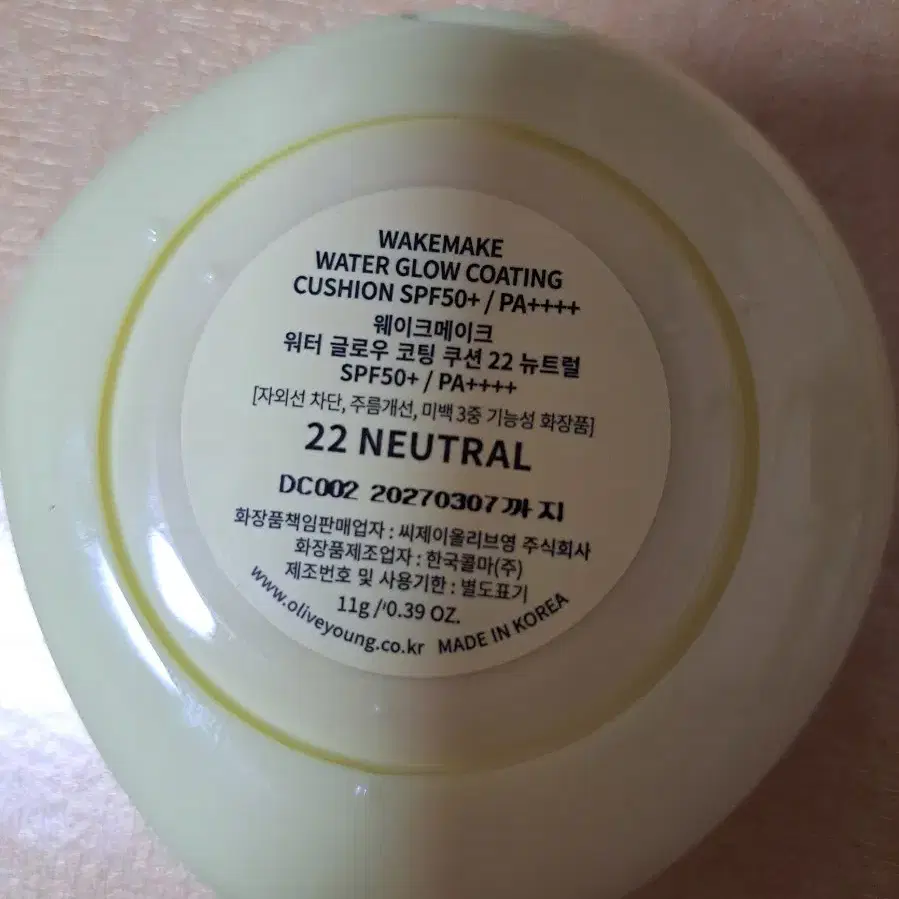 WAKEMAKE
WATER GLOW COATING
CUSHION SPF50+ / PA++++
웨이크메이크
워터 글로우 코팅 쿠션 22 뉴트럴
SPF50+ / PA++++
[자외선 차단, 주름개선, 미백 3중 기능성 화장품]
22 NEUTRAL
DC002 20270307까지
화장품책임판매업자 : 씨제이올리브영 주식회사
화장품제조업자 : 한국콜마(주)
제조번호 및 사용기한 : 별도표기
11g / 0.39 OZ.
www.oliveyoung.co.kr MADE IN KOREA